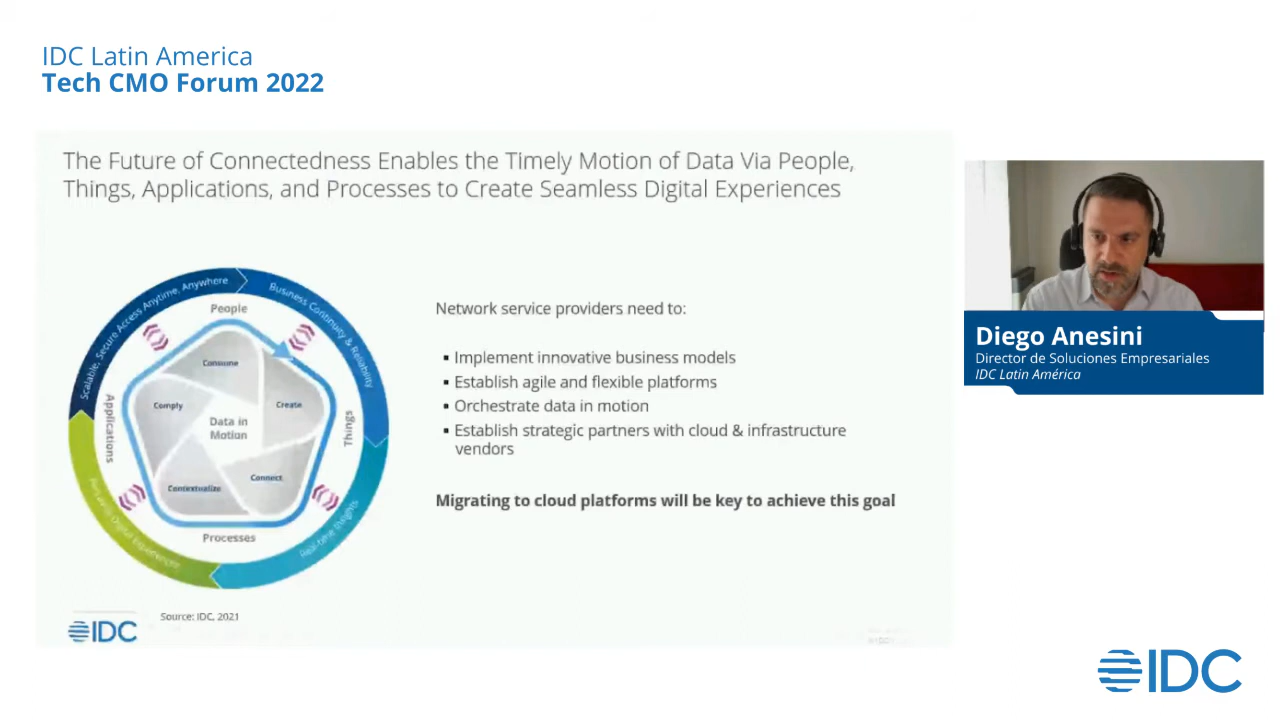 IDC Latin America
Tech CMO Forum 2022
The Future of Connectedness Enables the Timely Motion of Data Via People,
Things, Applications, and Processes to Create Seamless Digital Experiences
Scalable, Secure Access Anytime, Anywhere
Business Continuity & Reliability
People
Consume
Comply
Create
Data in
Motion
Applications
Things
Contextualize
Connect
Processes
Real-time Insights
Digital Experiences
Network service providers need to:
▪ Implement innovative business models
▪ Establish agile and flexible platforms
▪ Orchestrate data in motion
▪ Establish strategic partners with cloud & infrastructure
vendors
Migrating to cloud platforms will be key to achieve this goal
Source: IDC, 2021
IDC
Diego Anesini
Director de Soluciones Empresariales
IDC Latin América
IDC